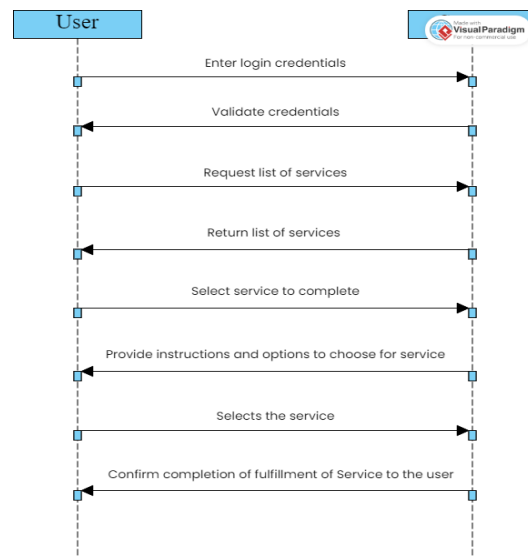 User
Made with
VisualParadigm
For non commercial use
Enter login credentials
Validate credentials
Request list of services
Return list of services
Select service to complete
Provide instructions and options to choose for service
Selects the service
Confirm completion of fulfillment of Service to the user